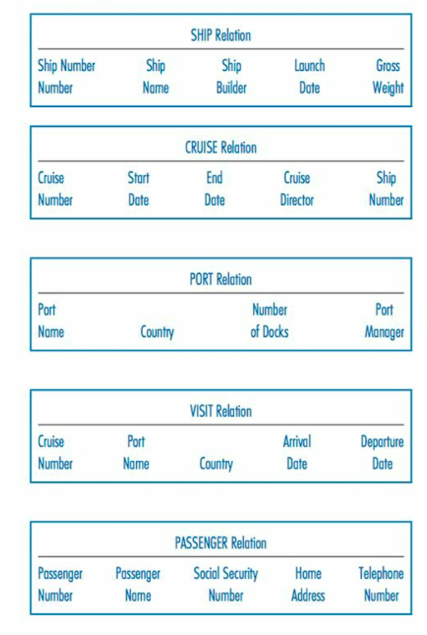 SHIP Relation
Ship Number Ship Ship Launch Gross
Number Name Builder Date Weight
CRUISE Relation
Cruise Start End Cruise Ship
Number Date Date Director Number
PORT Relation
Port Number Port
Name Country of Docks Manager
VISIT Relation
Cruise Port Arrival Departure
Number Name Country Date Date
PASSENGER Relation
Passenger Passenger Social Security Home Telephone
Number Name Number Address Number